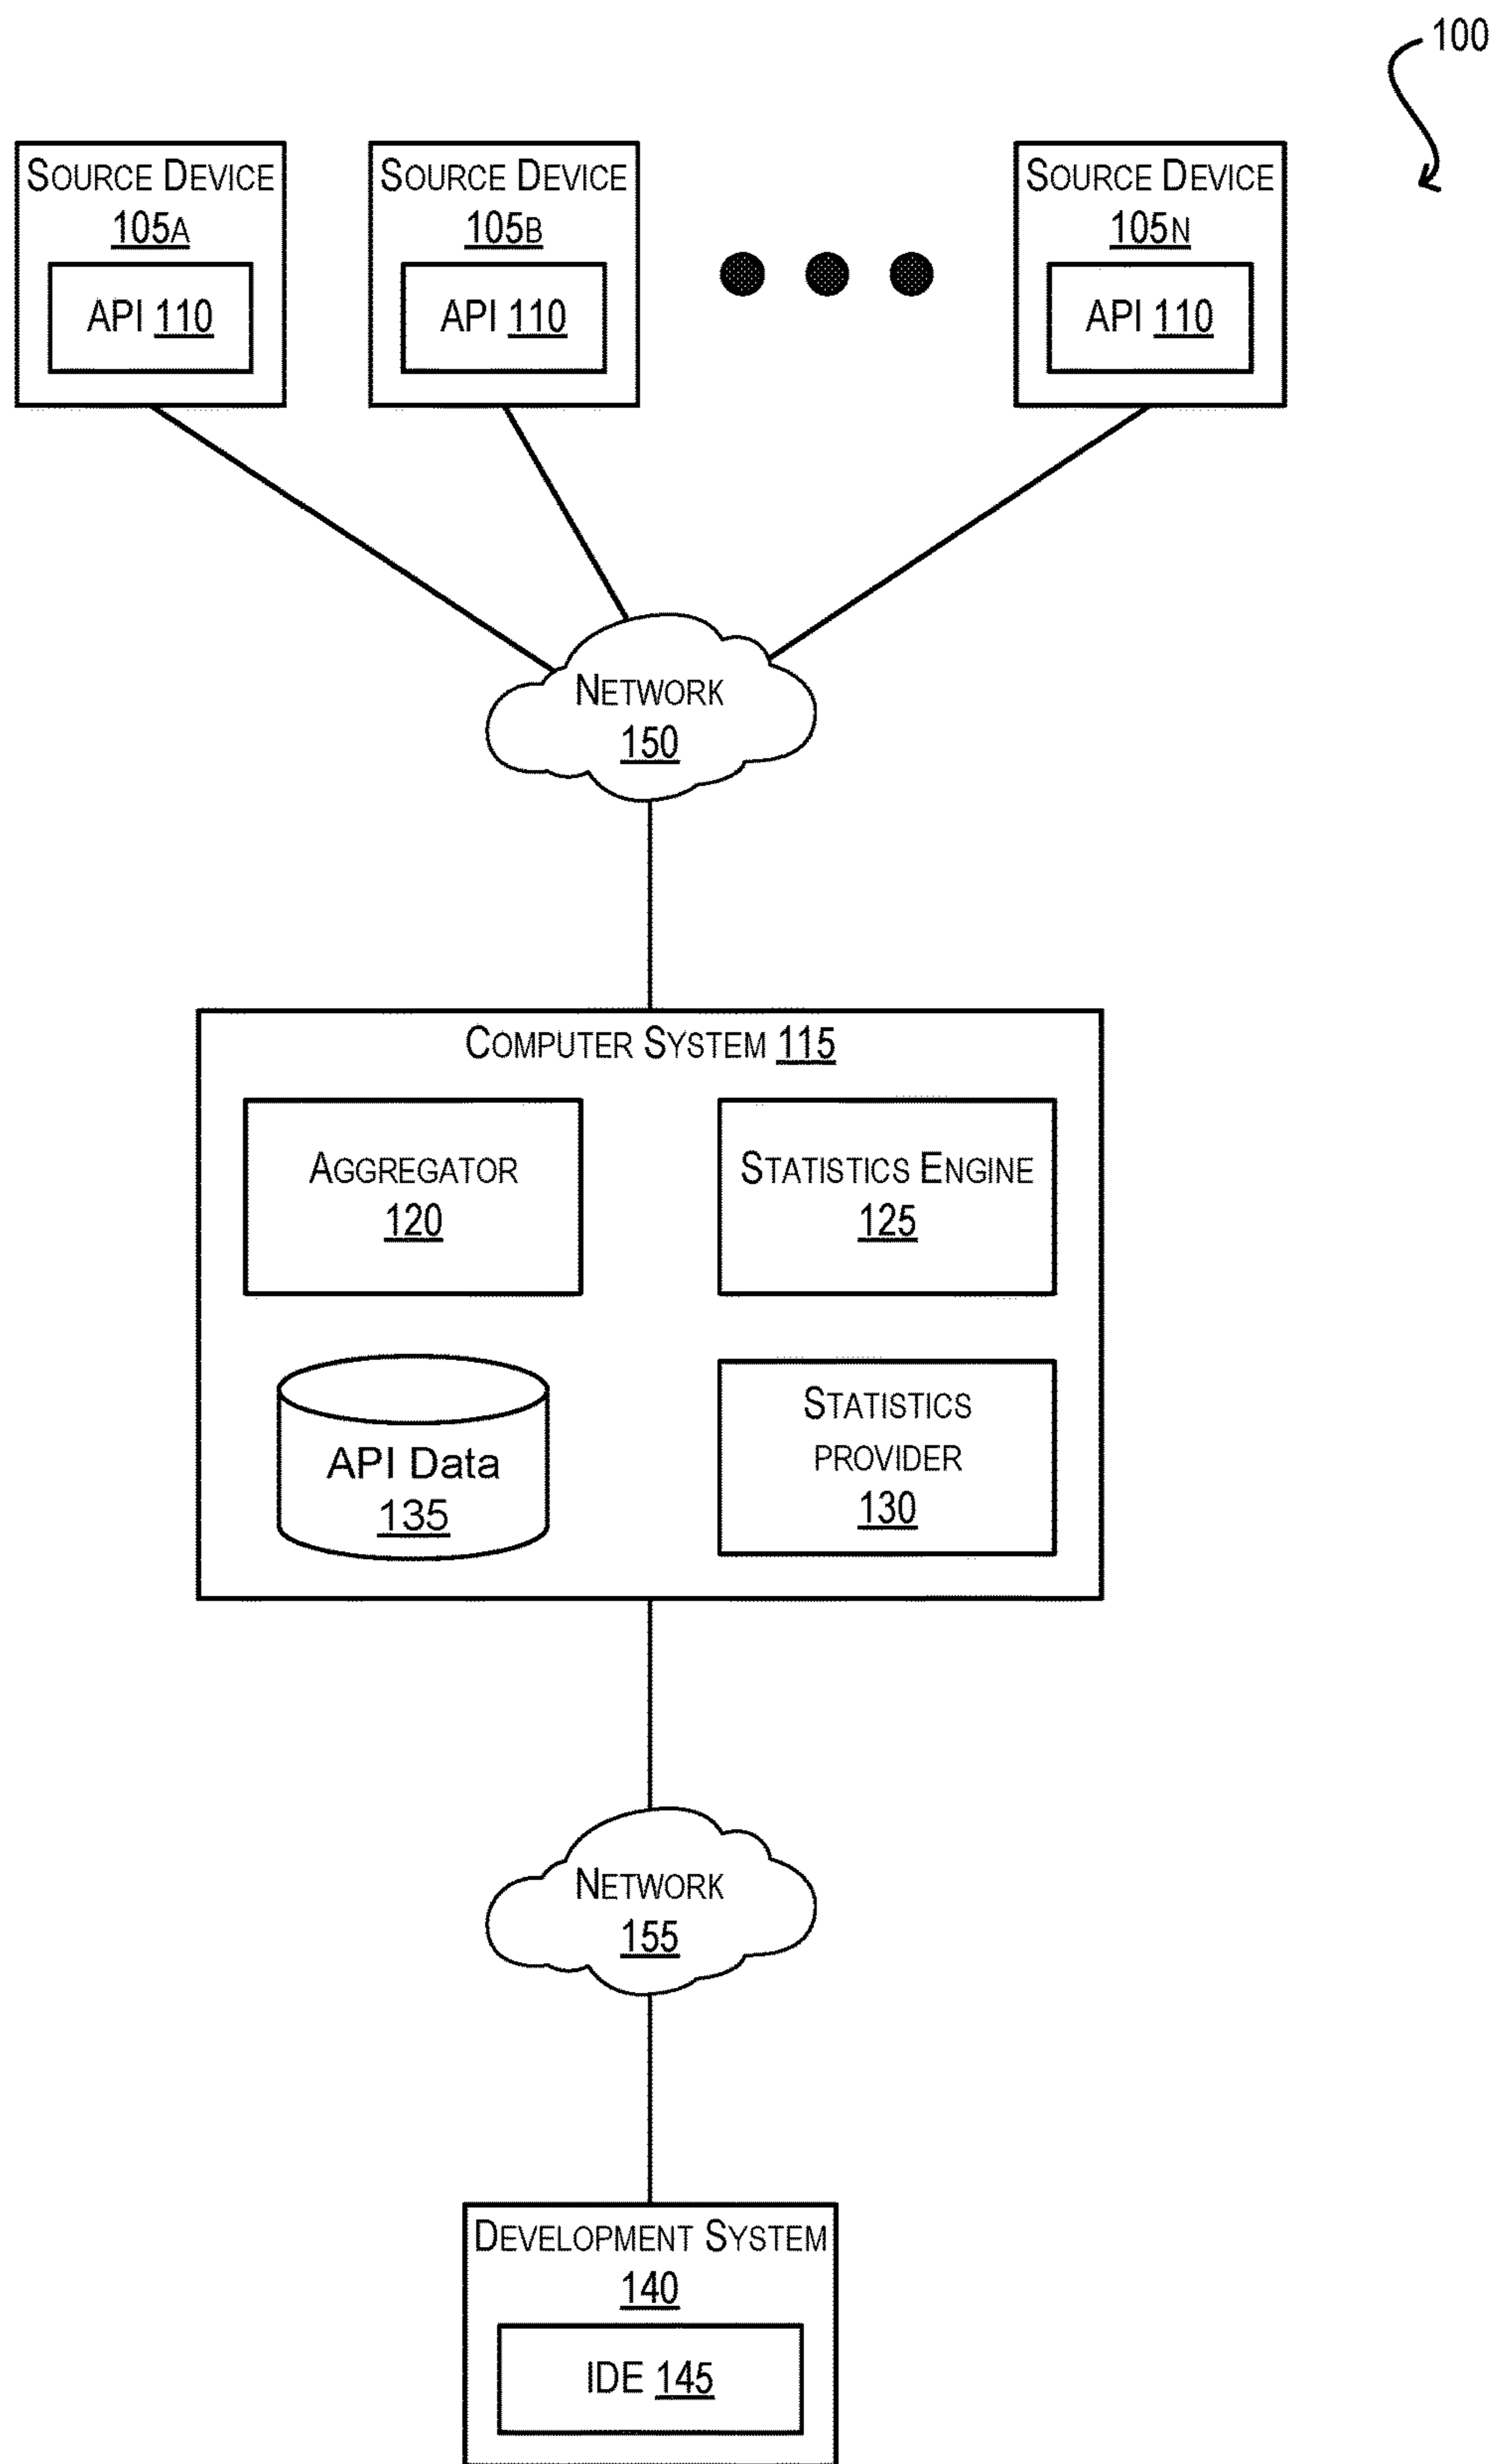 100
SOURCE DEVICE
105A
API 110
SOURCE DEVICE
105B
API 110
SOURCE DEVICE
105N
API 110
NETWORK
150
COMPUTER SYSTEM 115
AGGREGATOR
120
STATISTICS ENGINE
125
API Data
135
STATISTICS
PROVIDER
130
NETWORK
155
DEVELOPMENT SYSTEM
140
IDE 145